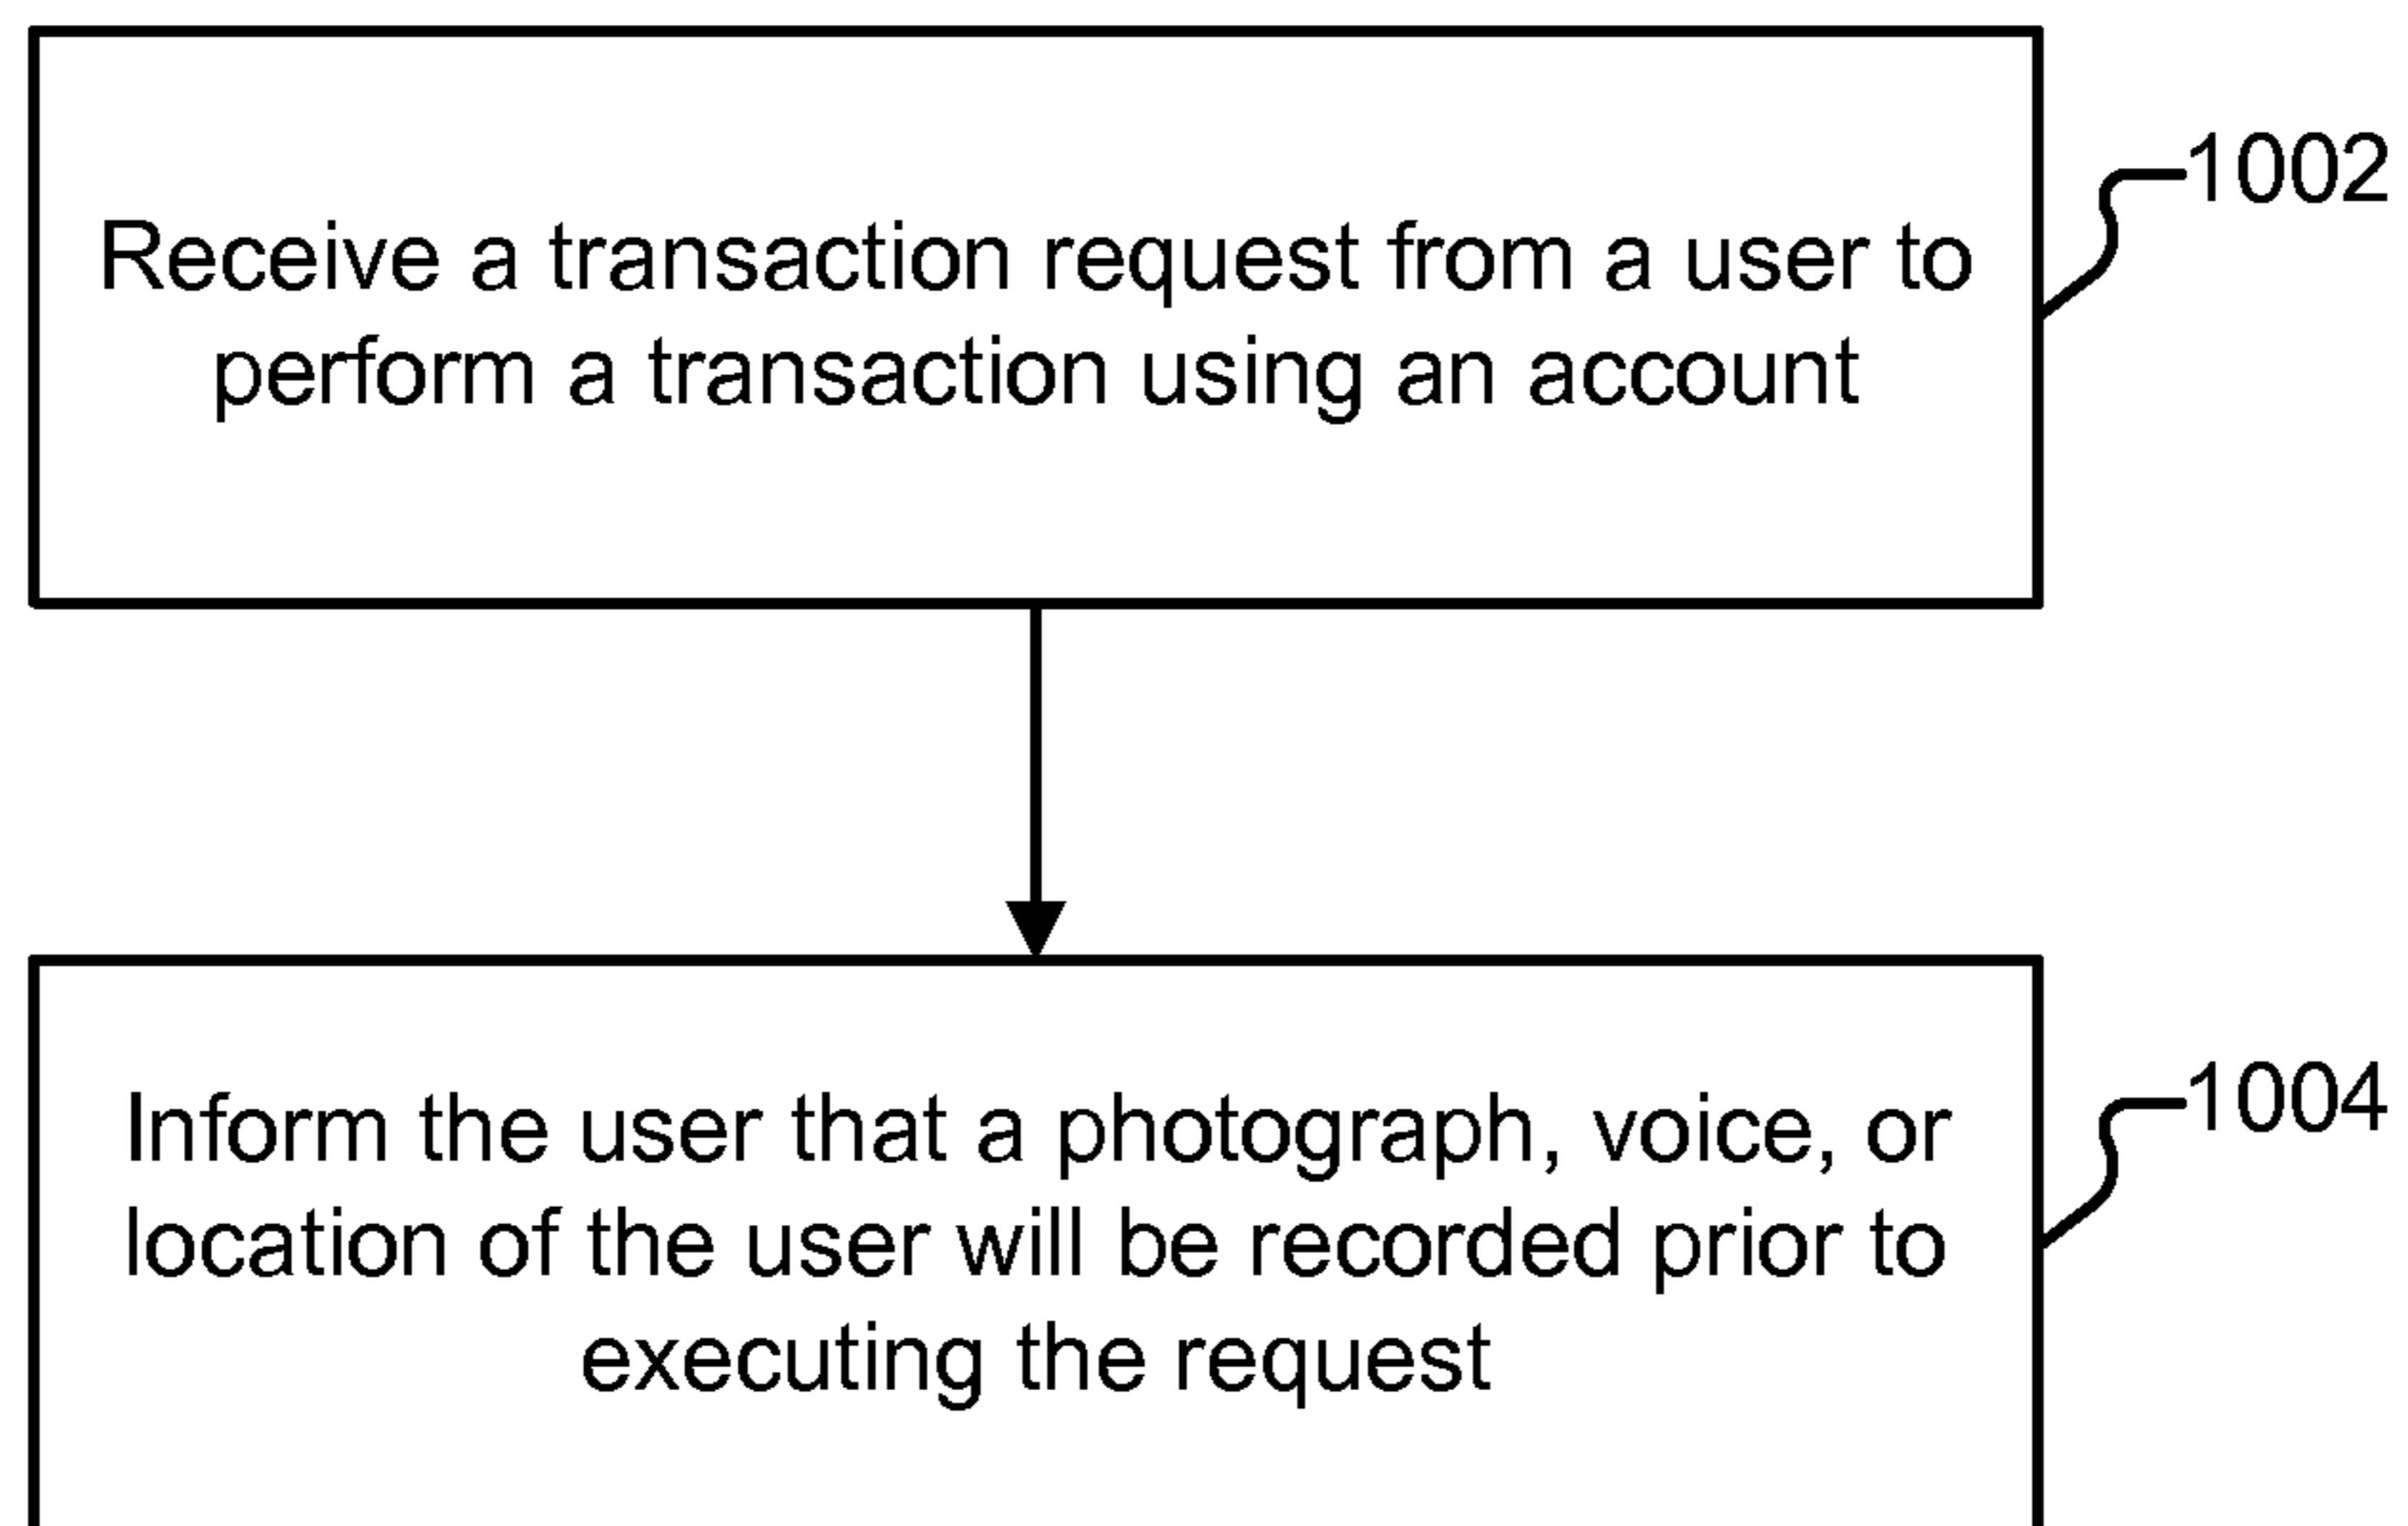 1002
Receive a transaction request from a user to
perform a transaction using an account
1004
Inform the user that a photograph, voice, or
location of the user will be recorded prior to
executing the request